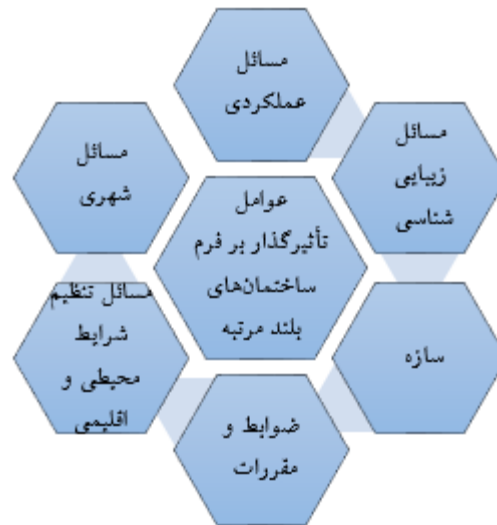 مسائل
عملکردی
مسائل
زیبایی
شناسی
مسائل
شهری
عوامل
تأثیرگذار بر فرم
ساختمان‌های
بلند مرتبه
مسائل تنظیم
شرایط
محیطی و
اقلیمی
سازه
ضوابط و
مقررات